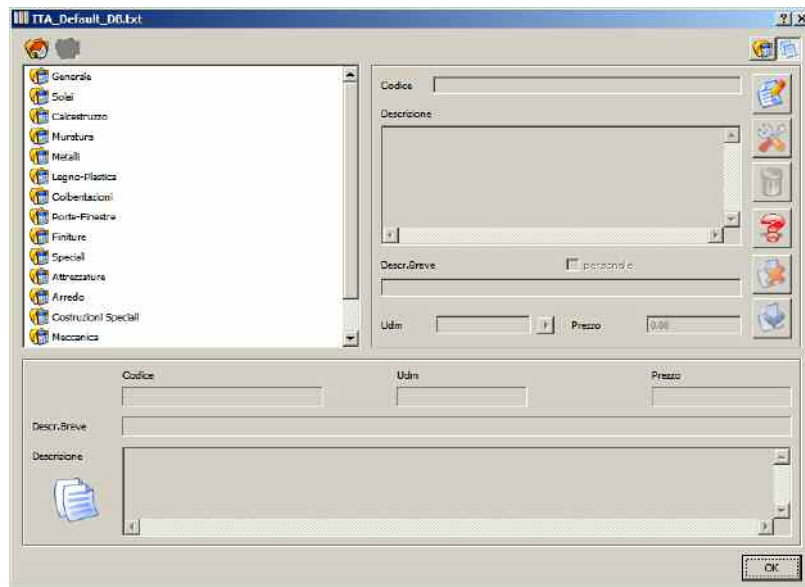 ITA_Default_DB.txt
Generale
Solai
Calcestruzzo
Muratura
Metalli
Legno-Plastica
Coibentazioni
Porte-Finestre
Finiture
Speciali
Attrezzature
Arredo
Costruzioni Speciali
Meccanica
Codice
Descrizione
Descr.Breve
personale
Udm
Prezzo
0.00
Codice
Udm
Prezzo
Descr.Breve
Descrizione
OK